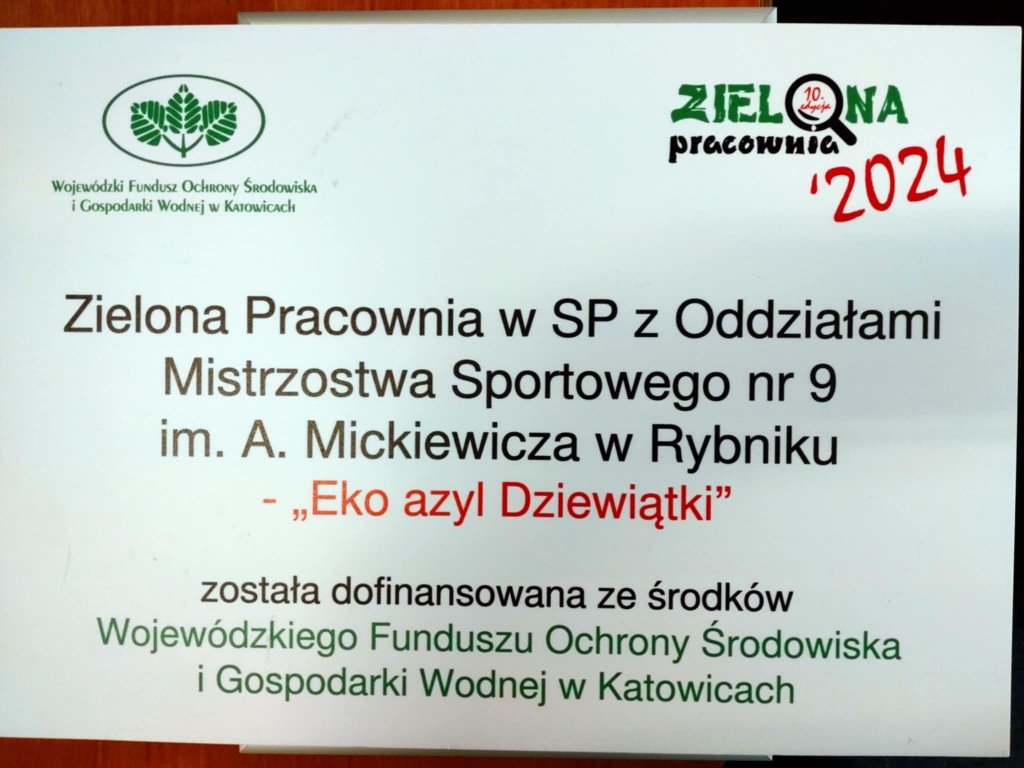 Wojewódzki Fundusz Ochrony Środowiska
i Gospodarki Wodnej w Katowicach
ZIELONA
10. edycja
pracownia
'2024
Zielona Pracownia w SP z Oddziałami
Mistrzostwa Sportowego nr 9
im. A. Mickiewicza w Rybniku
- „Eko azyl Dziewiątki”
została dofinansowana ze środków
Wojewódzkiego Funduszu Ochrony Środowiska
i Gospodarki Wodnej w Katowicach